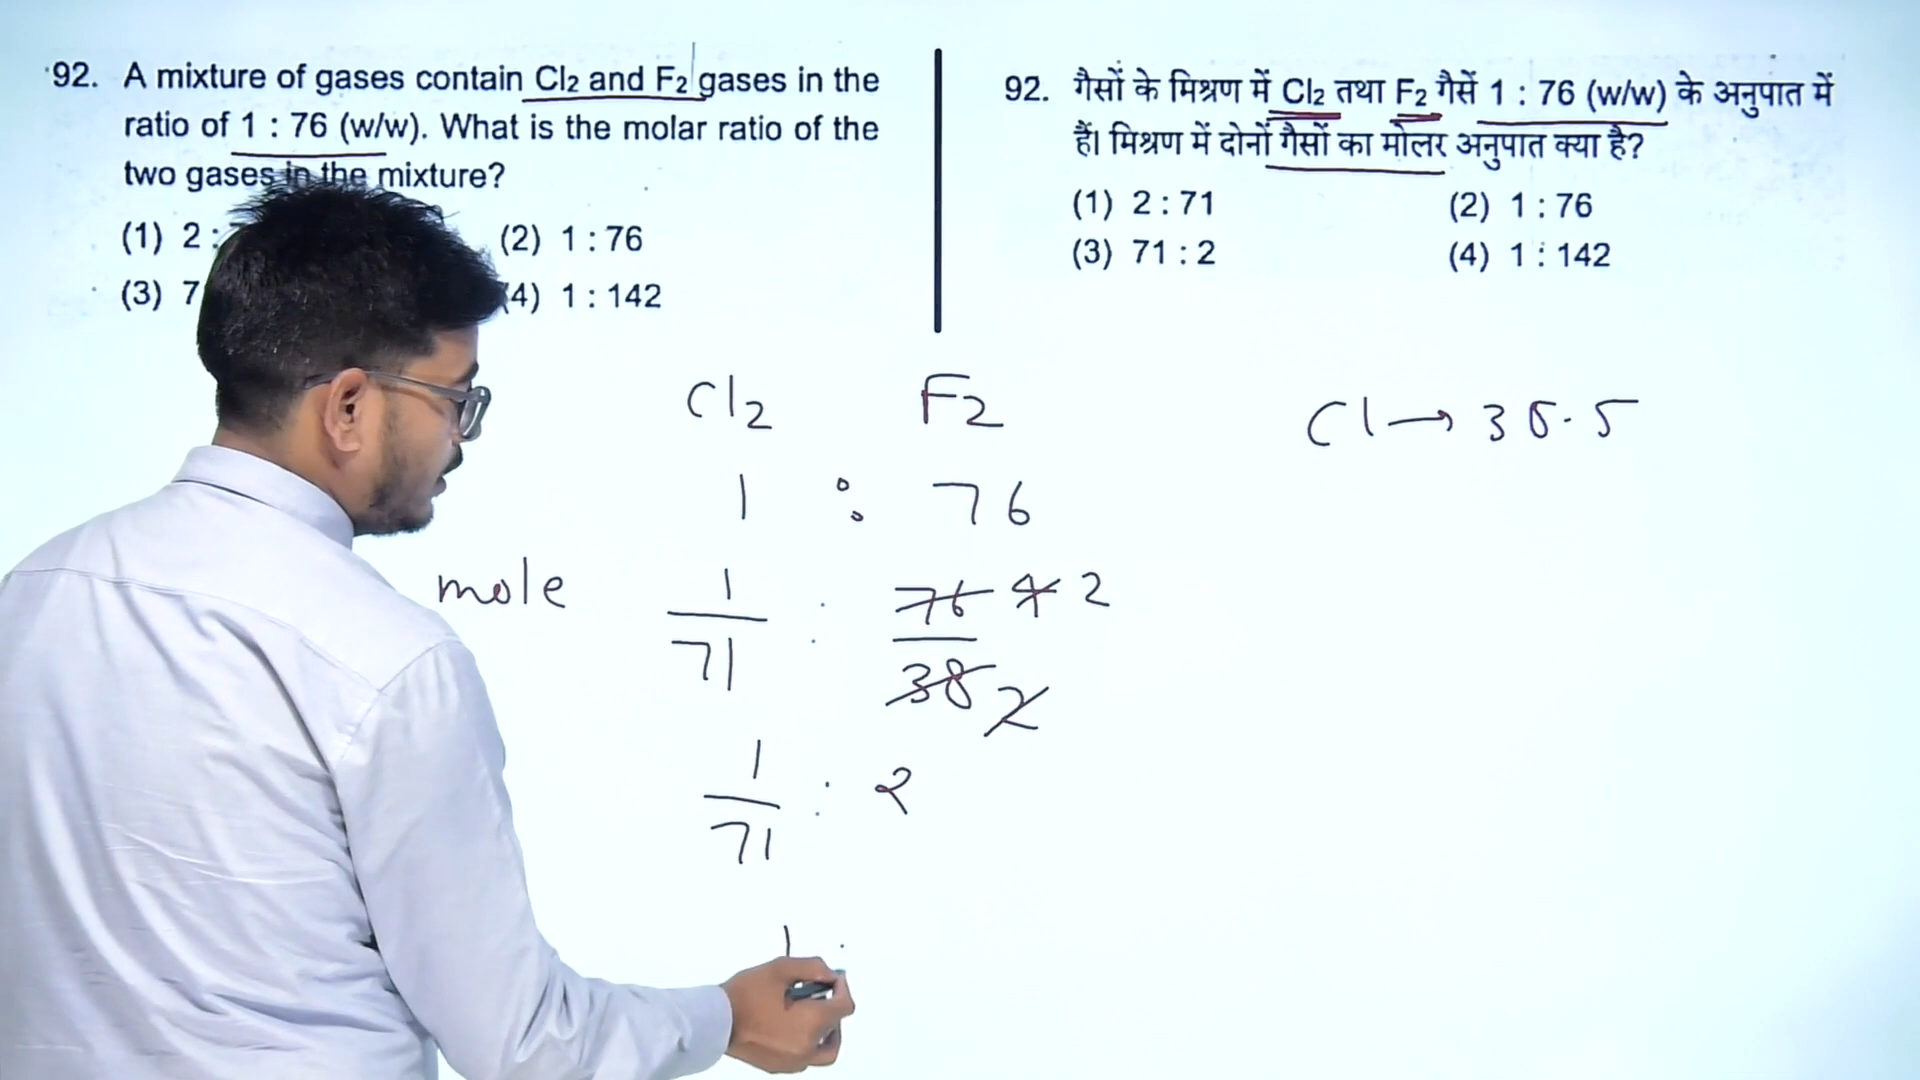 92. A mixture of gases contain Cl2 and F2 gases in the
ratio of 1 : 76 (w/w). What is the molar ratio of the
two gases in the mixture?
(1) 2 :
(2) 1 : 76
(3) 7
(4) 1 : 142
92. गैसों के मिश्रण में Cl2 तथा F2 गैसें 1 : 76 (w/w) के अनुपात में
हैं। मिश्रण में दोनों गैसों का मोलर अनुपात क्या है?
(1) 2 : 71
(2) 1 : 76
(3) 71 : 2
(4) 1 : 142
Cl2 F2
Cl → 35.5
1 : 76
mole
1 : 76 4 2
71 38 2
1 : 2
71
1 :